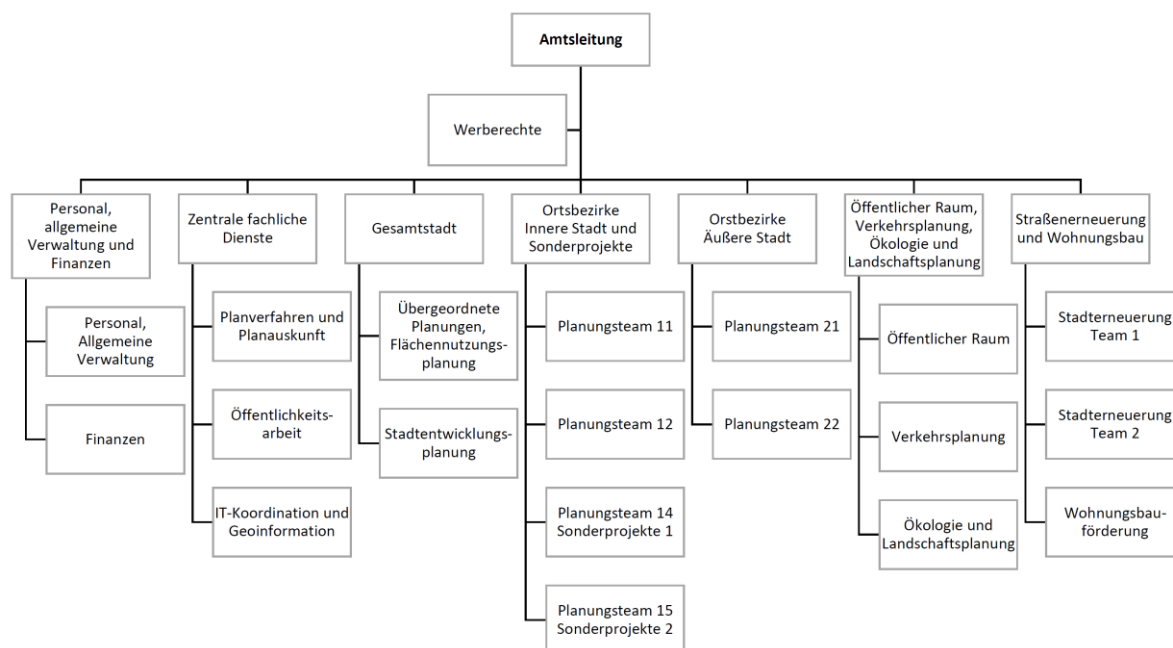 Amtsleitung
Werberechte
Personal,
allgemeine
Verwaltung und
Finanzen
Personal,
Allgemeine
Verwaltung
Finanzen
Zentrale fachliche
Dienste
Planverfahren und
Planauskunft
Öffentlichkeits-
arbeit
IT-Koordination und
Geoinformation
Gesamtstadt
Übergeordnete
Planungen,
Flächennutzungs-
planung
Stadtentwicklungs-
planung
Ortsbezirke
Innere Stadt und
Sonderprojekte
Planungsteam 11
Planungsteam 12
Planungsteam 14
Sonderprojekte 1
Planungsteam 15
Sonderprojekte 2
Orstbezirke
Äußere Stadt
Planungsteam 21
Planungsteam 22
Öffentlicher Raum,
Verkehrsplanung,
Ökologie und
Landschaftsplanung
Öffentlicher Raum
Verkehrsplanung
Ökologie und
Landschaftsplanung
Straßenerneuerung
und Wohnungsbau
Stadterneuerung
Team 1
Stadterneuerung
Team 2
Wohnungsbau-
förderung